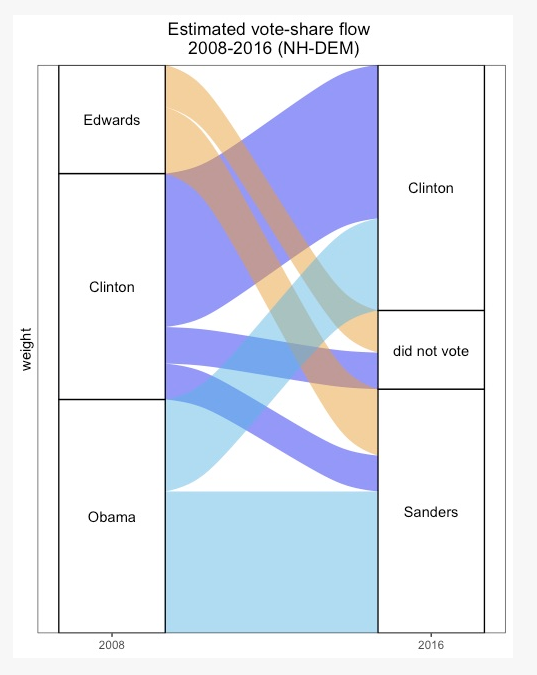 Estimated vote-share flow
2008-2016 (NH-DEM)
Edwards
Clinton
Obama
Clinton
did not vote
Sanders
weight
2008
2016